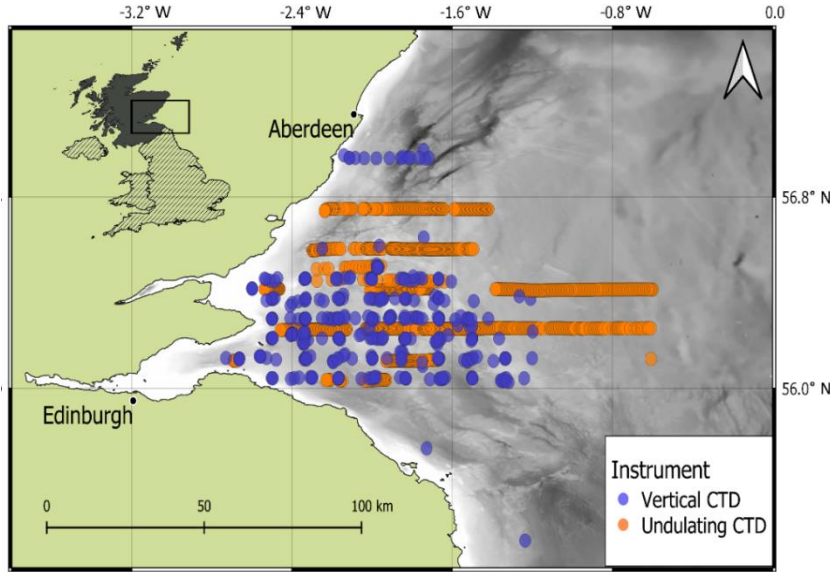 -3.2°W -2.4°W -1.6°W -0.8°W 0.0
Aberdeen
56.8° N
56.0° N
Edinburgh
0 50 100 km
Instrument
Vertical CTD
Undulating CTD